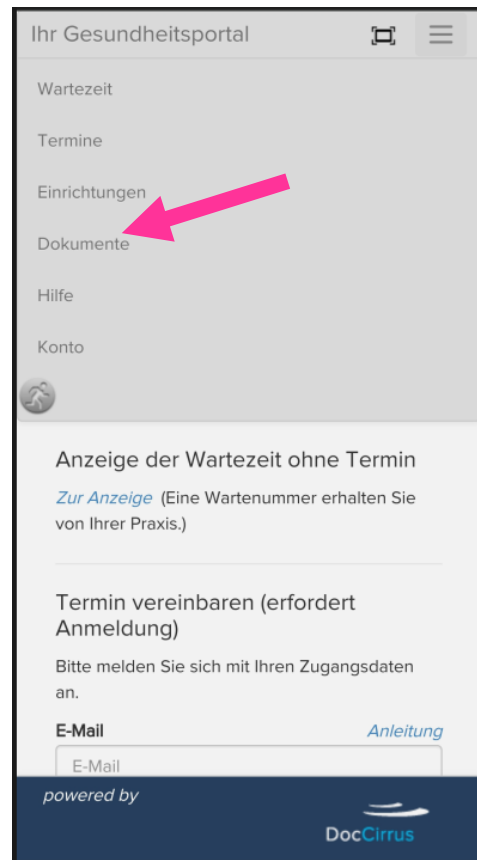 Ihr Gesundheitsportal
Wartezeit
Termine
Einrichtungen
Dokumente
Hilfe
Konto
Anzeige der Wartezeit ohne Termin
Zur Anzeige (Eine Wartenummer erhalten Sie
von Ihrer Praxis.)
Termin vereinbaren (erfordert
Anmeldung)
Bitte melden Sie sich mit Ihren Zugangsdaten
an.
E-Mail Anleitung
E-Mail
powered by
DocCirrus